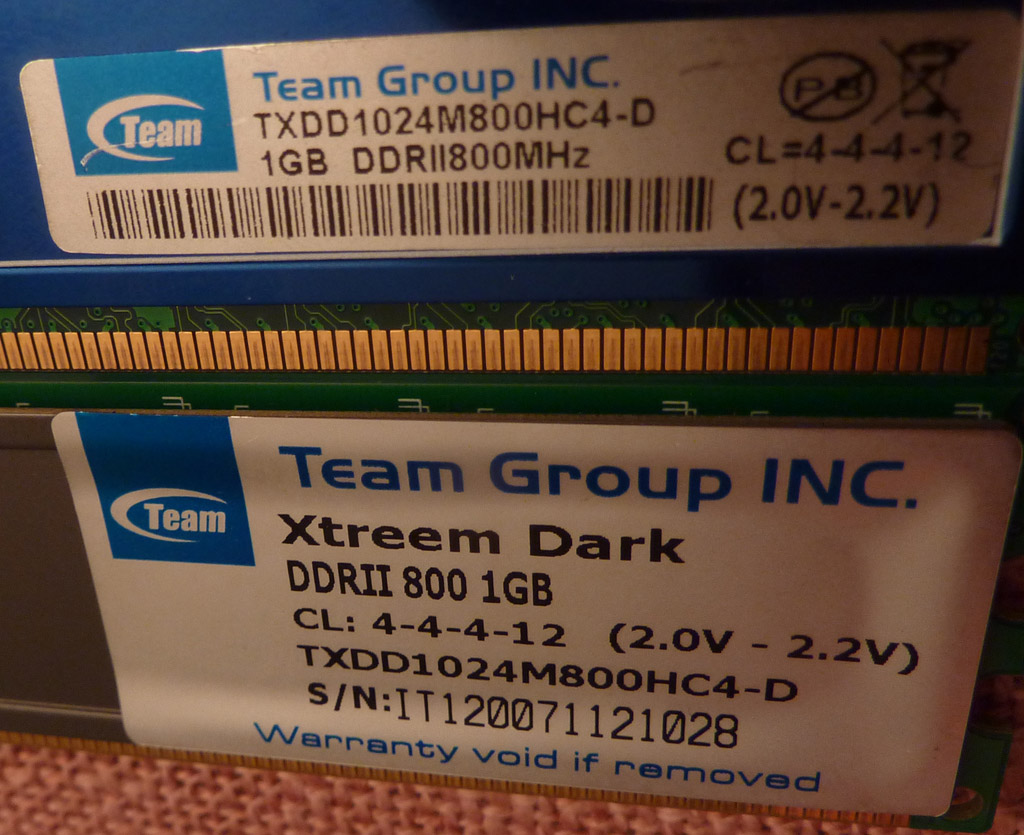 Team
Team Group INC.
TXDD1024M800HC4-D
1GB DDRII800MHz
PB
CL=4-4-4-12
(2.0V-2.2V)
Team
Team Group INC.
Xtreem Dark
DDRII 800 1GB
CL: 4-4-4-12 (2.0V - 2.2V)
TXDD1024M800HC4-D
S/N:IT120071121028
Warranty void if removed